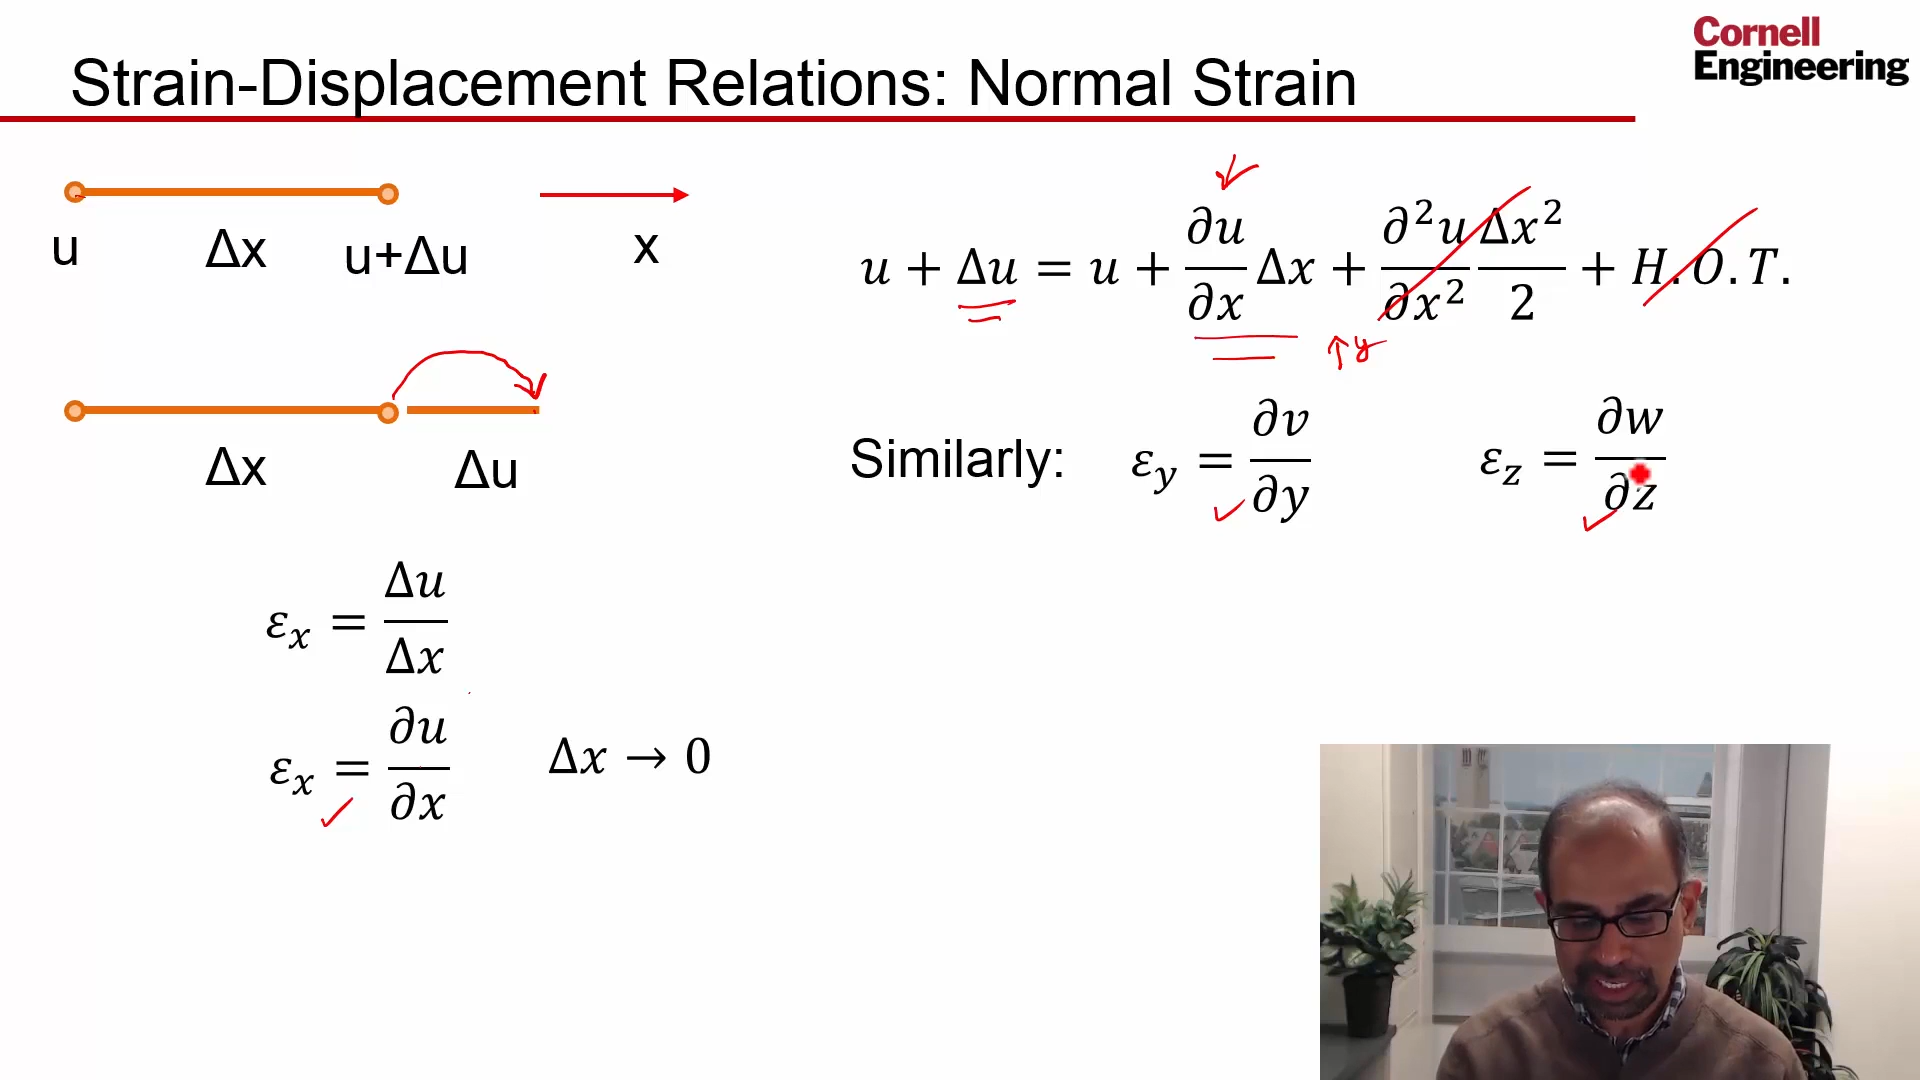 Strain-Displacement Relations: Normal Strain
Cornell
Engineering
u Δx u+Δu x
u + Δu = u + ∂u/∂x Δx + ∂²u/∂x² Δx²/2 + H.O.T.
↑y
Δx Δu
Similarly: ε_y = ∂v/∂y ε_z = ∂w/∂z
ε_x = Δu/Δx
ε_x = ∂u/∂x Δx → 0